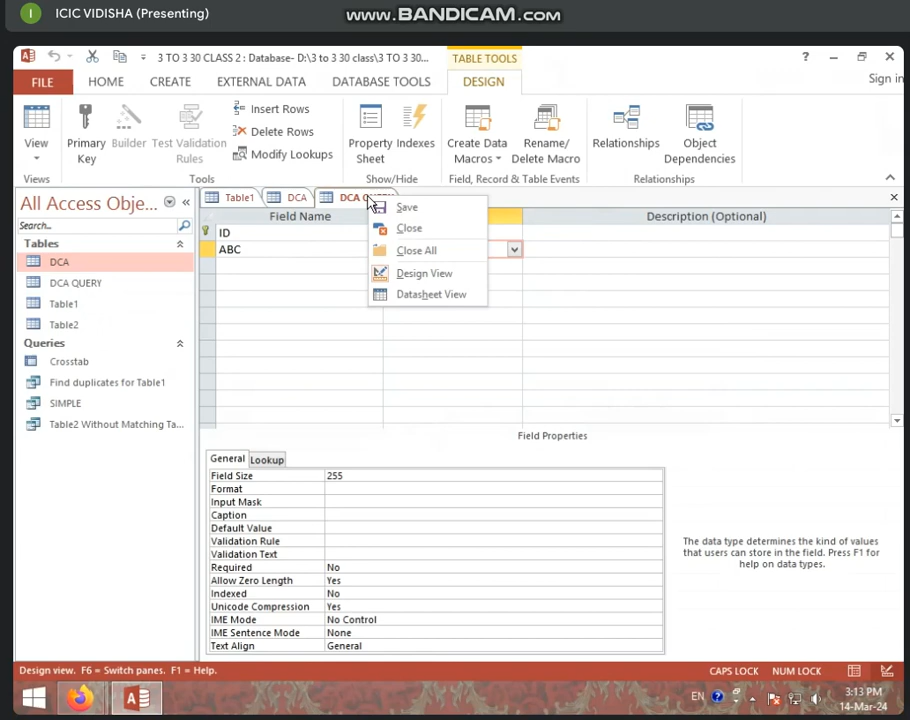 ICIC VIDISHA (Presenting)
www.BANDICAM.com
3 TO 3 30 CLASS 2 : Database- D:\3 to 3 30 class\3 TO 3 30...
TABLE TOOLS
?
Sign in
FILE
HOME
CREATE
EXTERNAL DATA
DATABASE TOOLS
DESIGN
View
Primary Key
Builder
Test Validation Rules
Insert Rows
Delete Rows
Modify Lookups
Property Sheet
Indexes
Create Data Macros
Rename/ Delete Macro
Relationships
Object Dependencies
Views
Tools
Show/Hide
Field, Record & Table Events
Relationships
All Access Obje...
Search...
Tables
DCA
DCA QUERY
Table1
Table2
Queries
Crosstab
Find duplicates for Table1
SIMPLE
Table2 Without Matching Ta...
Table1
DCA
DCA QUERY
Field Name
Description (Optional)
ID
ABC
Save
Close
Close All
Design View
Datasheet View
Field Properties
General
Lookup
Field Size 255
Format
Input Mask
Caption
Default Value
Validation Rule
Validation Text
Required No
Allow Zero Length Yes
Indexed No
Unicode Compression Yes
IME Mode No Control
IME Sentence Mode None
Text Align General
The data type determines the kind of values
that users can store in the field. Press F1 for
help on data types.
Design view. F6 = Switch panes. F1 = Help.
CAPS LOCK
NUM LOCK
EN
3:13 PM
14-Mar-24